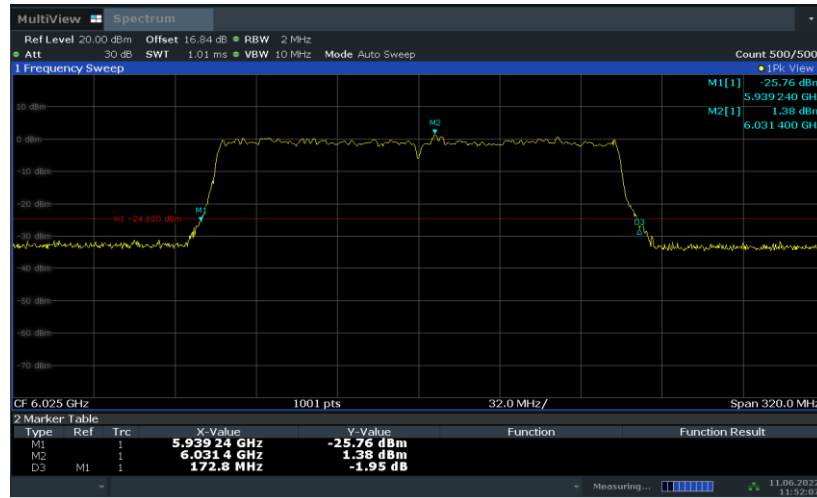 MultiView Spectrum
Ref Level 20.00 dBm Offset 16.84 dB RBW 2 MHz
Att 30 dB SWT 1.01 ms VBW 10 MHz Mode Auto Sweep Count 500/500
1 Frequency Sweep 1Pk View
M1[1] -25.76 dBm
5.939 240 GH
M2[1] 1.38 dBm
6.031 400 GH
10 dBm
M2
0 dBm
-10 dBm
-20 dBm
M1
H1 -24.620 dBm
D3
-30 dBm
-40 dBm
-50 dBm
-60 dBm
-70 dBm
CF 6.025 GHz 1001 pts 32.0 MHz/ Span 320.0 MHz
2 Marker Table
Type Ref Trc X-Value Y-Value Function Function Result
M1 1 5.939 24 GHz -25.76 dBm
M2 1 6.031 4 GHz 1.38 dBm
D3 M1 1 172.8 MHz -1.95 dB
Measuring... 11.06.202
11:52:0